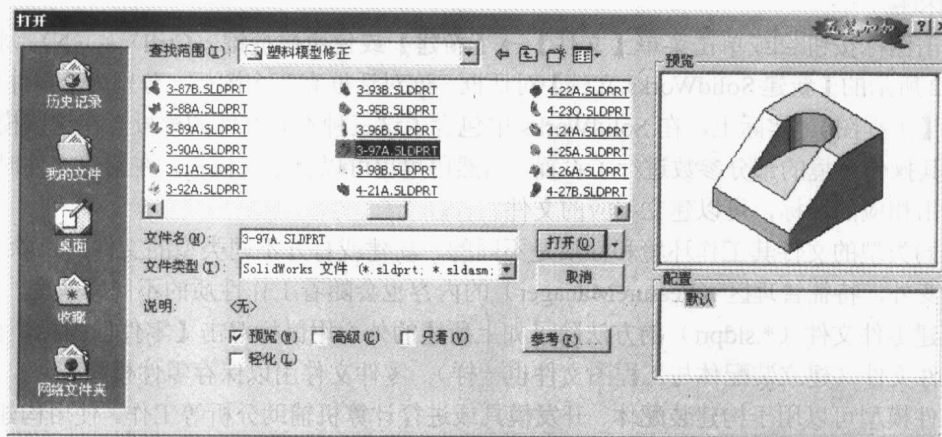 打开
查找范围(I):
塑料模型修正
预览
历史记录
我的文件
桌面
收藏
网络文件夹
3-87B.SLDPRT
3-88A.SLDPRT
3-89A.SLDPRT
3-90A.SLDPRT
3-91A.SLDPRT
3-92A.SLDPRT
3-93B.SLDPRT
3-95B.SLDPRT
3-96B.SLDPRT
3-97A.SLDPRT
3-98B.SLDPRT
4-21A.SLDPRT
4-22A.SLDPRT
4-23O.SLDPRT
4-24A.SLDPRT
4-25A.SLDPRT
4-26A.SLDPRT
4-27B.SLDPRT
文件名(N):
3-97A.SLDPRT
打开(O)
文件类型(T):
SolidWorks 文件 (*.sldprt; *.sldasm;
取消
说明:
<无>
预览(W)
高级(C)
只看(V)
参考(F)
轻化(L)
配置
默认